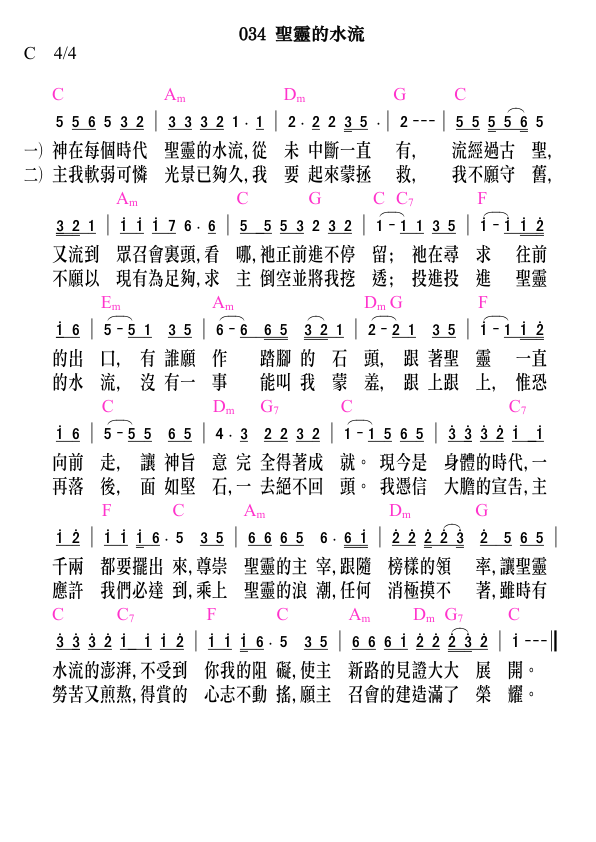 034 聖靈的水流
C 4/4
C Am Dm G C
5 5 6 5 3 2 | 3 3 3 2 1 · 1 | 2 · 2 2 3 5 · | 2 - - - | 5 5 5 5 6 5
一) 神在每個時代 聖靈的水流, 從 未 中斷一直 有, 流經過古 聖,
二) 主我軟弱可憐 光景已夠久, 我 要 起來蒙拯 救, 我不願守 舊,
Am C G C C7 F
3 2 1 | i i i 7 6 · 6 | 5 5 5 3 2 | 1 - 1 1 3 5 | i - i i 2
又流到 眾召會裏頭, 看 哪, 祂正前進不停 留; 祂在尋 求 往前
不願以 現有為足夠, 求 主 倒空並將我挖 透; 投進投 進 聖靈
Em Am Dm G F
i 6 | 5 - 5 1 3 5 | 6 - 6 6 5 3 2 1 | 2 - 2 1 3 5 | i - i i 2
的出 口, 有 誰願 作 踏腳 的 石 頭, 跟 著聖 靈 一直
的水 流, 沒 有一 事 能叫 我 蒙 羞, 跟 上跟 上, 惟恐
C Dm G7 C C7
i 6 | 5 - 5 5 6 5 | 4 · 3 2 2 3 2 | 1 - 1 5 6 5 | 3 3 3 2 i i
向前 走, 讓 神旨 意 完 全得著成 就。 現今是 身體的時代, 一
再落 後, 面 如堅 石, 一 去絕不回 頭。 我憑信 大膽的宣告, 主
F C Am Dm G
i 2 | i i i 6 · 5 3 5 | 6 6 6 5 6 · 6 i | 2 2 2 2 3 2 5 6 5 |
千兩 都要擺出 來, 尊崇 聖靈的主 宰, 跟隨 榜樣的領 率, 讓聖靈
應許 我們必達 到, 乘上 聖靈的浪 潮, 任何 消極摸不 著, 雖時有
C C7 F C Am Dm G7 C
3 3 3 2 i i i 2 | i i i 6 · 5 3 5 | 6 6 6 i 2 2 2 3 2 | i - - -
水流的澎湃, 不受到 你我的阻 礙, 使主 新路的見證大大 展 開。
勞苦又煎熬, 得賞的 心志不動 搖, 願主 召會的建造滿了 榮 耀。